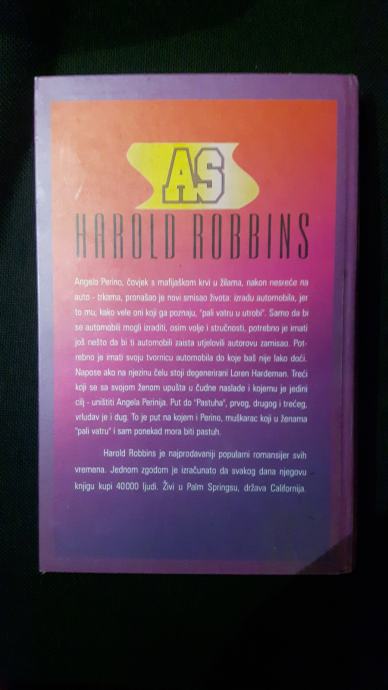 AS
HAROLD ROBBINS
Angelo Perino, čovjek s mafijaškom krvi u žilama, nakon nesreće na
auto - trkama, pronašao je novi smisao života: izradu automobila, jer
to mu, kako vele oni koji ga poznaju, "pali vatru u utrobi". Samo da bi
se automobili mogli izraditi, osim volje i stručnosti, potrebno je imati
još nešto da bi ti automobili zaista utjelovili autorovu zamisao. Pot-
rebno je imati svoju tvornicu automobila do koje baš nije lako doći.
Napose ako na njezinu čelu stoji degenerirani Loren Hardeman. Treći
koji se sa svojom ženom upušta u čudne naslade i kojemu je jedini
cilj - uništiti Angela Perinija. Put do "Pastuha", prvog, drugog i trećeg,
vrludav je i dug. To je put na kojem i Perino, muškarac koji u ženama
"pali vatru" i sam ponekad mora biti pastuh.
Harold Robbins je najprodavaniji popularni romansijer svih
vremena. Jednom zgodom je izračunato da svakog dana njegovu
knjigu kupi 40000 ljudi. Živi u Palm Springsu, država Californija.